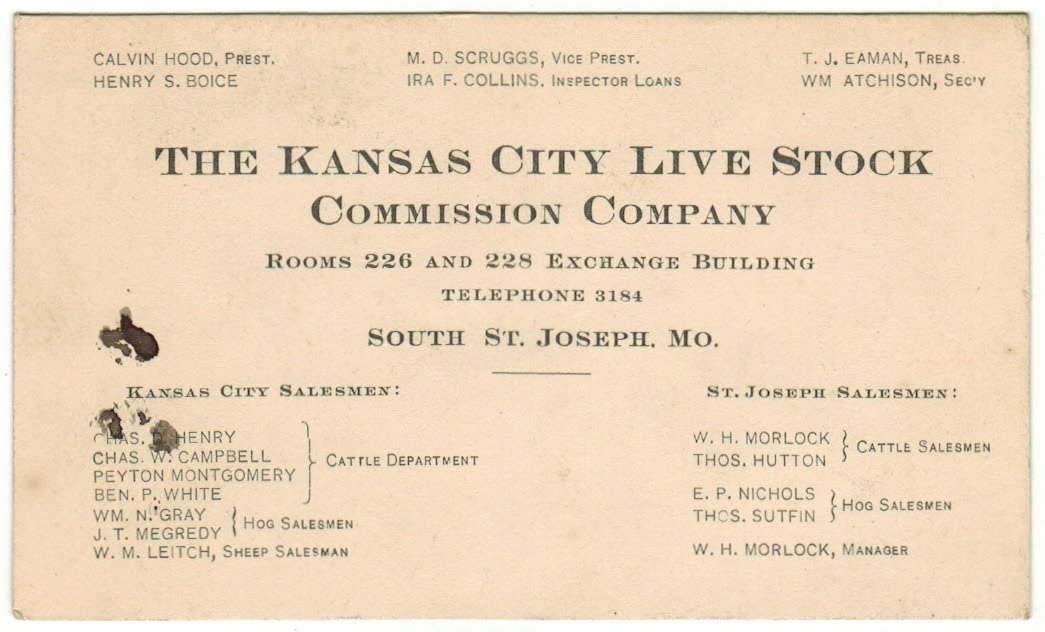 CALVIN HOOD, PREST. M. D. SCRUGGS, VICE PREST. T. J. EAMAN, TREAS.
HENRY S. BOICE IRA F. COLLINS, INSPECTOR LOANS WM ATCHISON, SEC'Y
THE KANSAS CITY LIVE STOCK
COMMISSION COMPANY
ROOMS 226 AND 228 EXCHANGE BUILDING
TELEPHONE 3184
SOUTH ST. JOSEPH, MO.
KANSAS CITY SALESMEN:
CHAS. D. HENRY
CHAS. W. CAMPBELL
PEYTON MONTGOMERY
BEN. P. WHITE
CATTLE DEPARTMENT
WM. N. GRAY
J. T. MEGREDY
HOG SALESMEN
W. M. LEITCH, SHEEP SALESMAN
ST. JOSEPH SALESMEN:
W. H. MORLOCK
THOS. HUTTON
CATTLE SALESMEN
E. P. NICHOLS
THOS. SUTFIN
HOG SALESMEN
W. H. MORLOCK, MANAGER